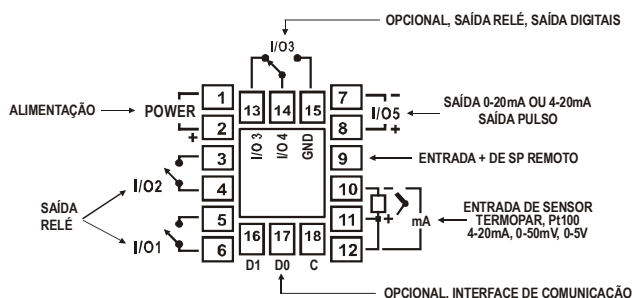 OPCIONAL, SAÍDA RELÉ, SAÍDA DIGITAIS
I/O3
1 13 14 15 7 −
ALIMENTAÇÃO POWER I/O5 SAÍDA 0-20mA OU 4-20mA
SAÍDA PULSO
2 + I/O3 I/O4 GND 8 +
3 9 ENTRADA + DE SP REMOTO
I/O2 4 10
SAÍDA
RELÉ
5 11 + mA ENTRADA DE SENSOR
TERMOPAR, Pt100
4-20mA, 0-50mV, 0-5V
I/O1 6 16 17 18 12
D1 D0 C
OPCIONAL, INTERFACE DE COMUNICAÇÃO